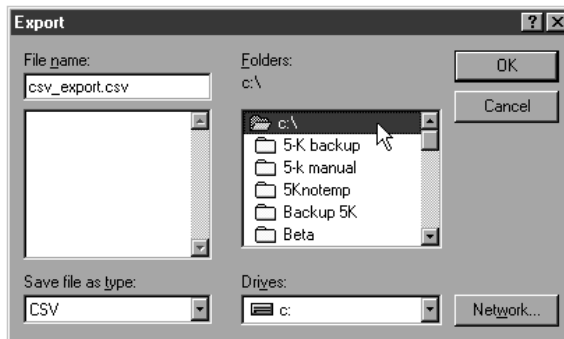 Export
File name:
csv_export.csv
Folders:
c:\
c:\
5-K backup
5-k manual
5Knotemp
Backup 5K
Beta
OK
Cancel
Save file as type:
CSV
Drives:
c:
Network...